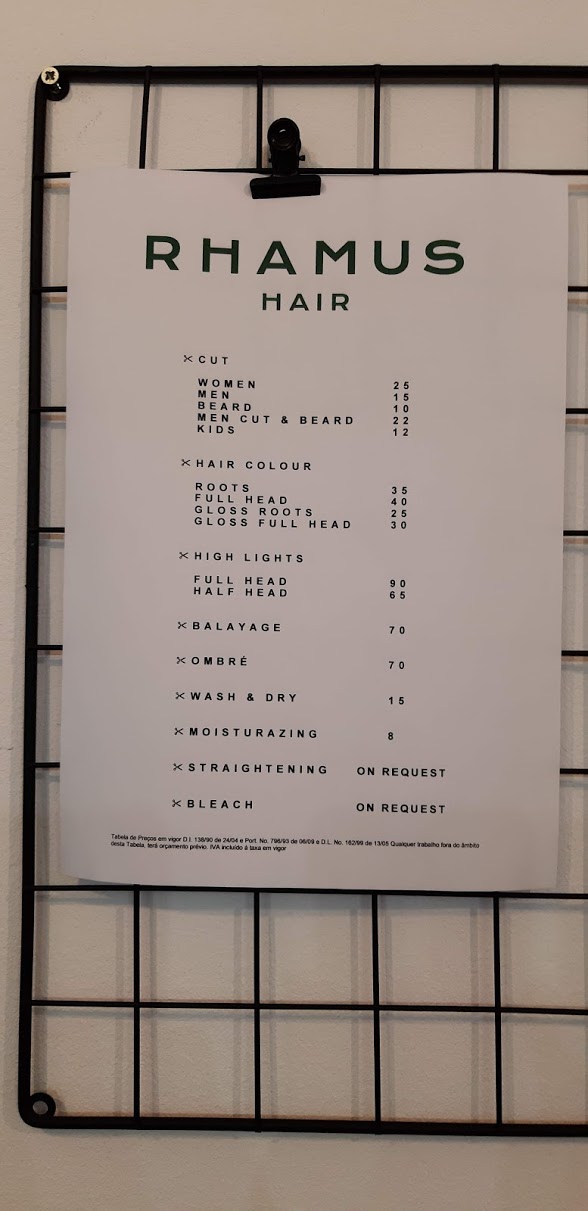 RHAMUS
HAIR
CUT
WOMEN 25
MEN 15
BEARD 10
MEN CUT & BEARD 22
KIDS 12
HAIR COLOUR
ROOTS 35
FULL HEAD 40
GLOSS ROOTS 25
GLOSS FULL HEAD 30
HIGH LIGHTS
FULL HEAD 90
HALF HEAD 65
BALAYAGE 70
OMBRÉ 70
WASH & DRY 15
MOISTURAZING 8
STRAIGHTENING ON REQUEST
BLEACH ON REQUEST
Tabela de Preços em vigor D.l. 138/90 de 24/04 e Port. No. 796/93 de 06/09 e D.L. No. 162/99 de 13/05 Qualquer trabalho fora do âmbito
desta Tabela, terá orçamento prévio. IVA incluído à taxa em vigor